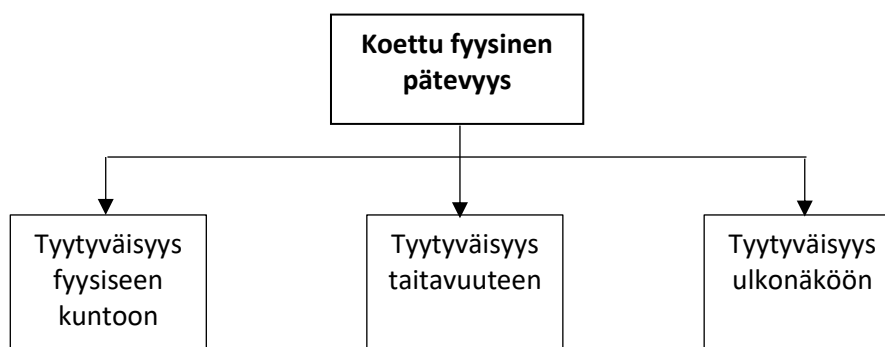 Koettu fyysinen
pätevyys
Tyytyväisyys
fyysiseen
kuntoon
Tyytyväisyys
taitavuuteen
Tyytyväisyys
ulkonäköön